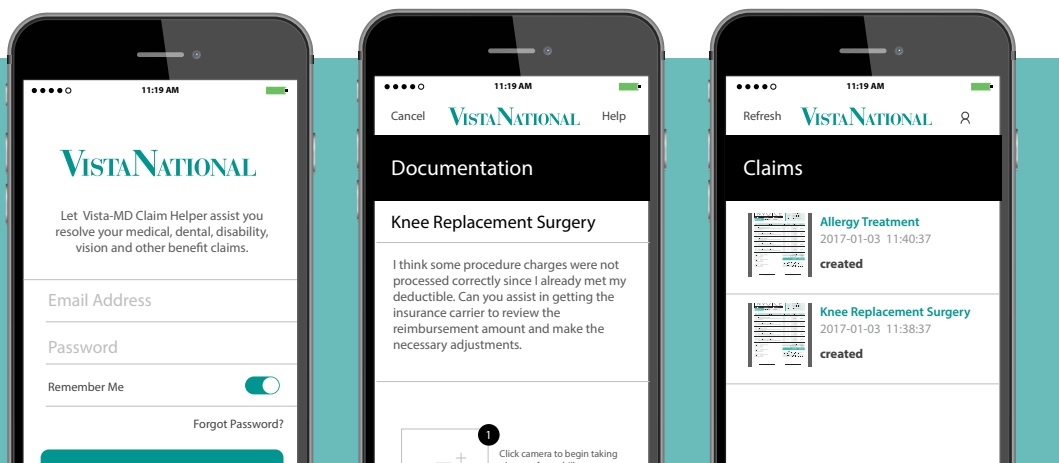 11:19 AM
VISTANATIONAL
Let Vista-MD Claim Helper assist you
resolve your medical, dental, disability,
vision and other benefit claims.
Email Address
Password
Remember Me
Forgot Password?
11:19 AM
Cancel VISTANATIONAL Help
Documentation
Knee Replacement Surgery
I think some procedure charges were not
processed correctly since I already met my
deductible. Can you assist in getting the
insurance carrier to review the
reimbursement amount and make the
necessary adjustments.
1
Click camera to begin taking
11:19 AM
Refresh VISTANATIONAL
Claims
Allergy Treatment
2017-01-03 11:40:37
created
Knee Replacement Surgery
2017-01-03 11:38:37
created